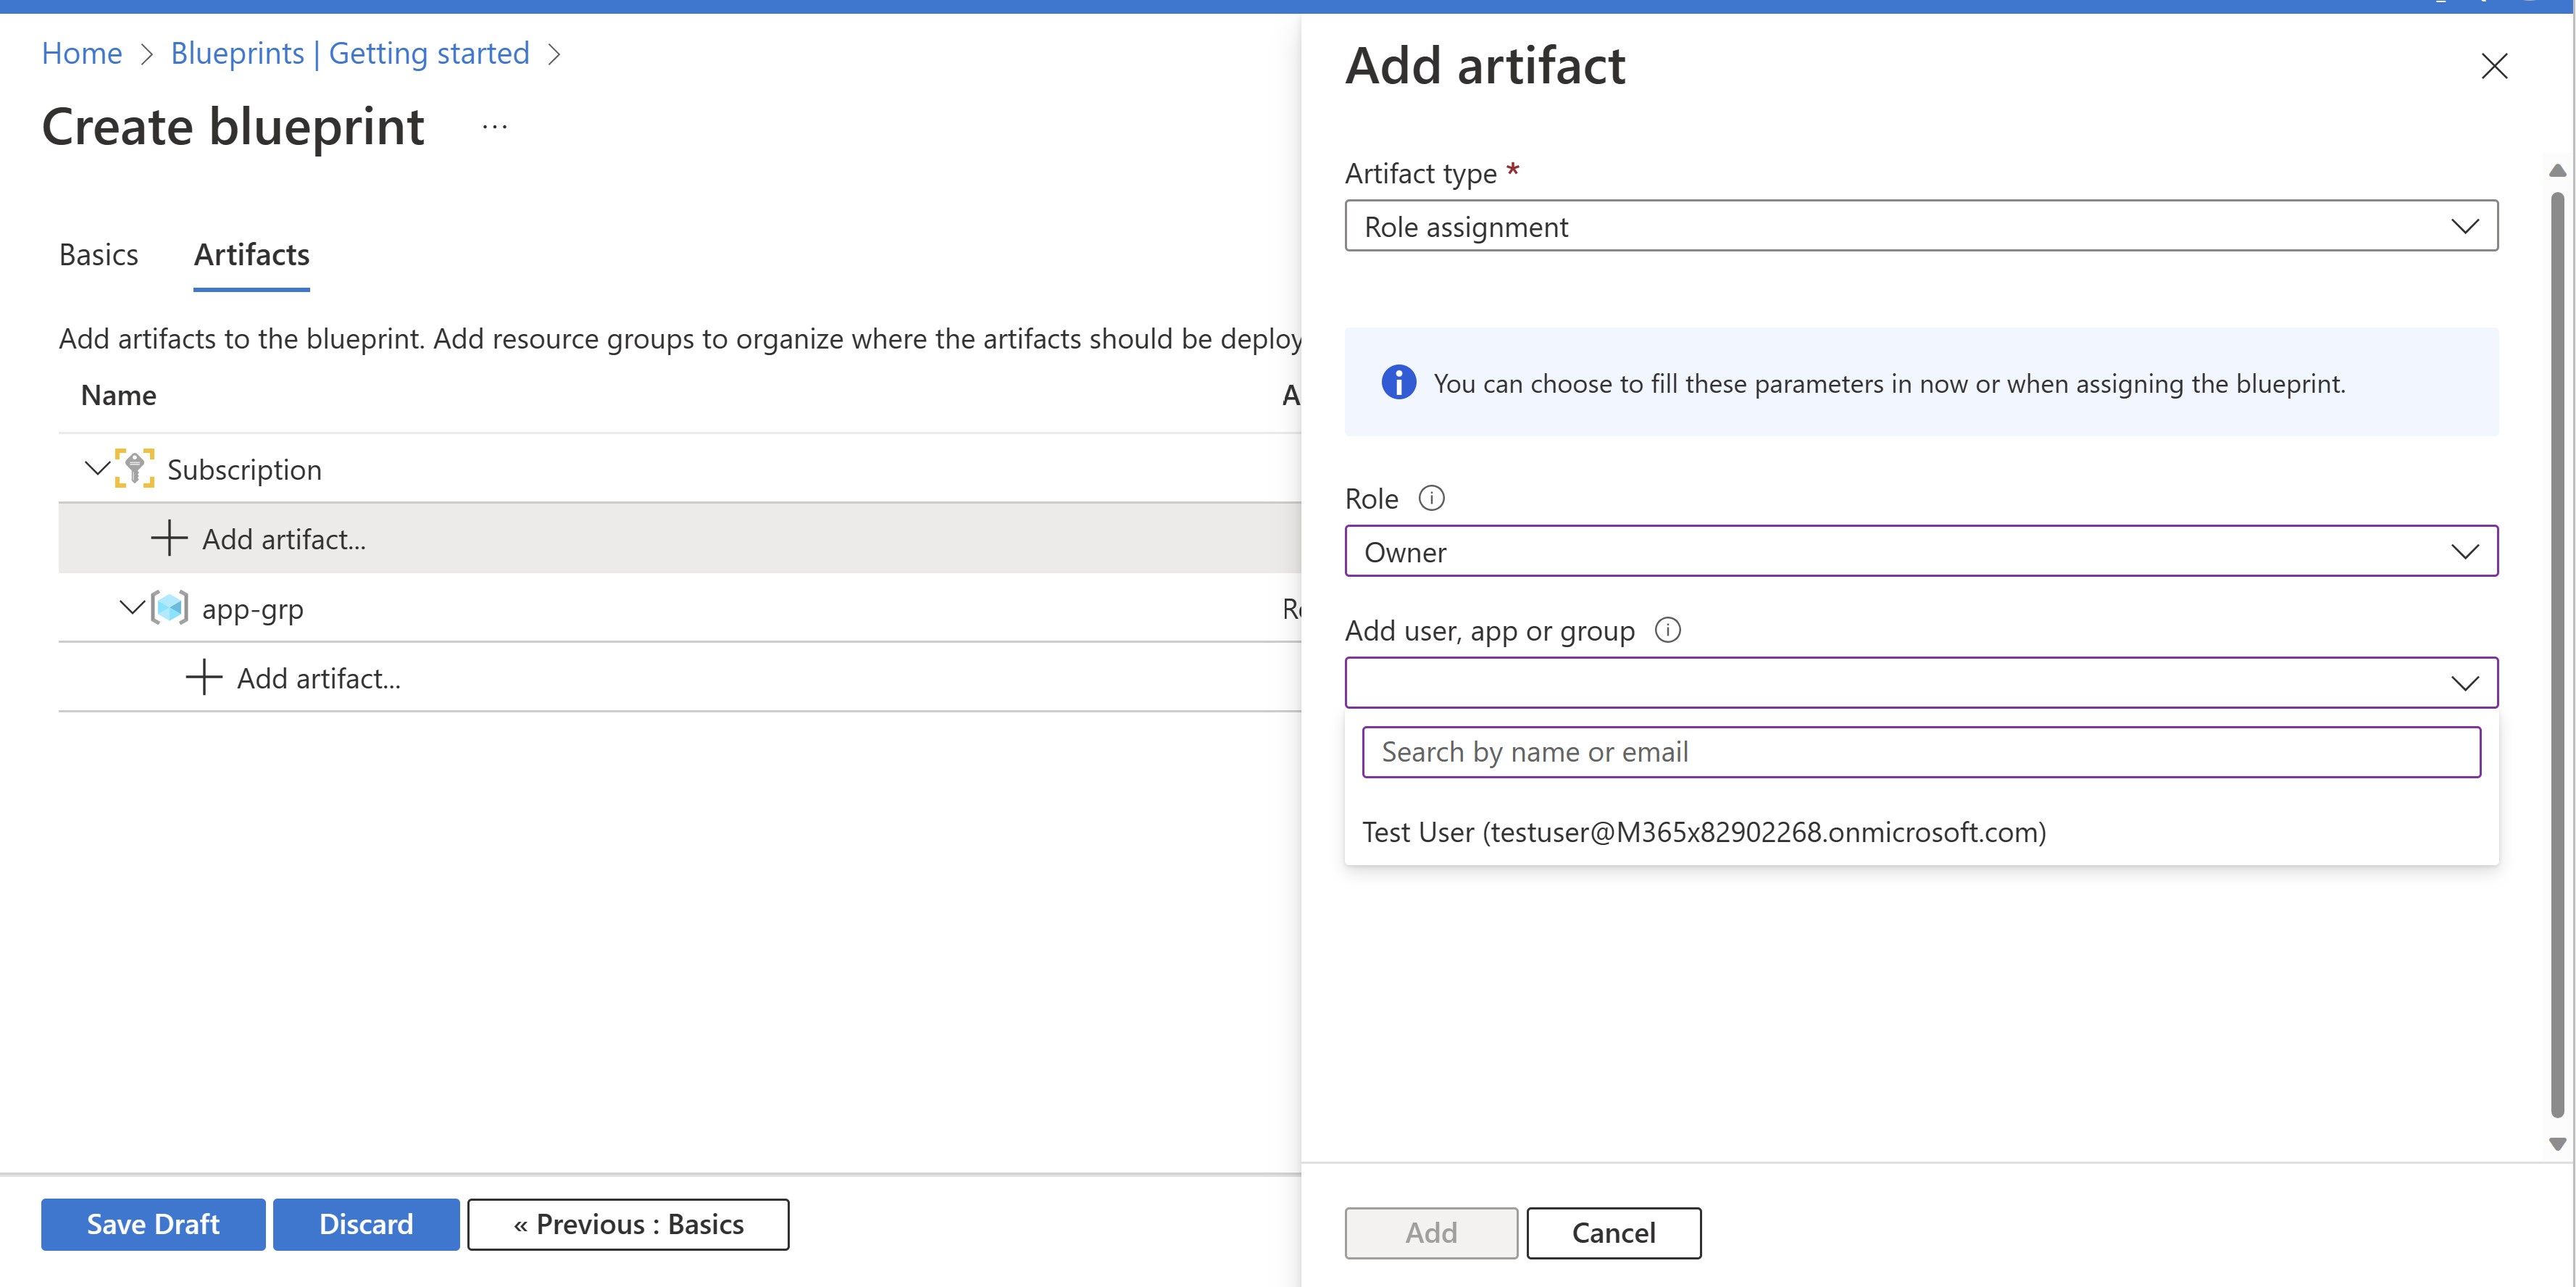 Home > Blueprints | Getting started >
Create blueprint ...
Basics Artifacts
Add artifacts to the blueprint. Add resource groups to organize where the artifacts should be
Name
Subscription
Add artifact...
app-grp
Add artifact...
Save Draft Discard « Previous : Basics
Add artifact
Artifact type *
Role assignment
You can choose to fill these parameters in now or when assigning the blueprint.
Role
Owner
Add user, app or group
Search by name or email
Test User (testuser@M365x82902268.onmicrosoft.com)
Add Cancel